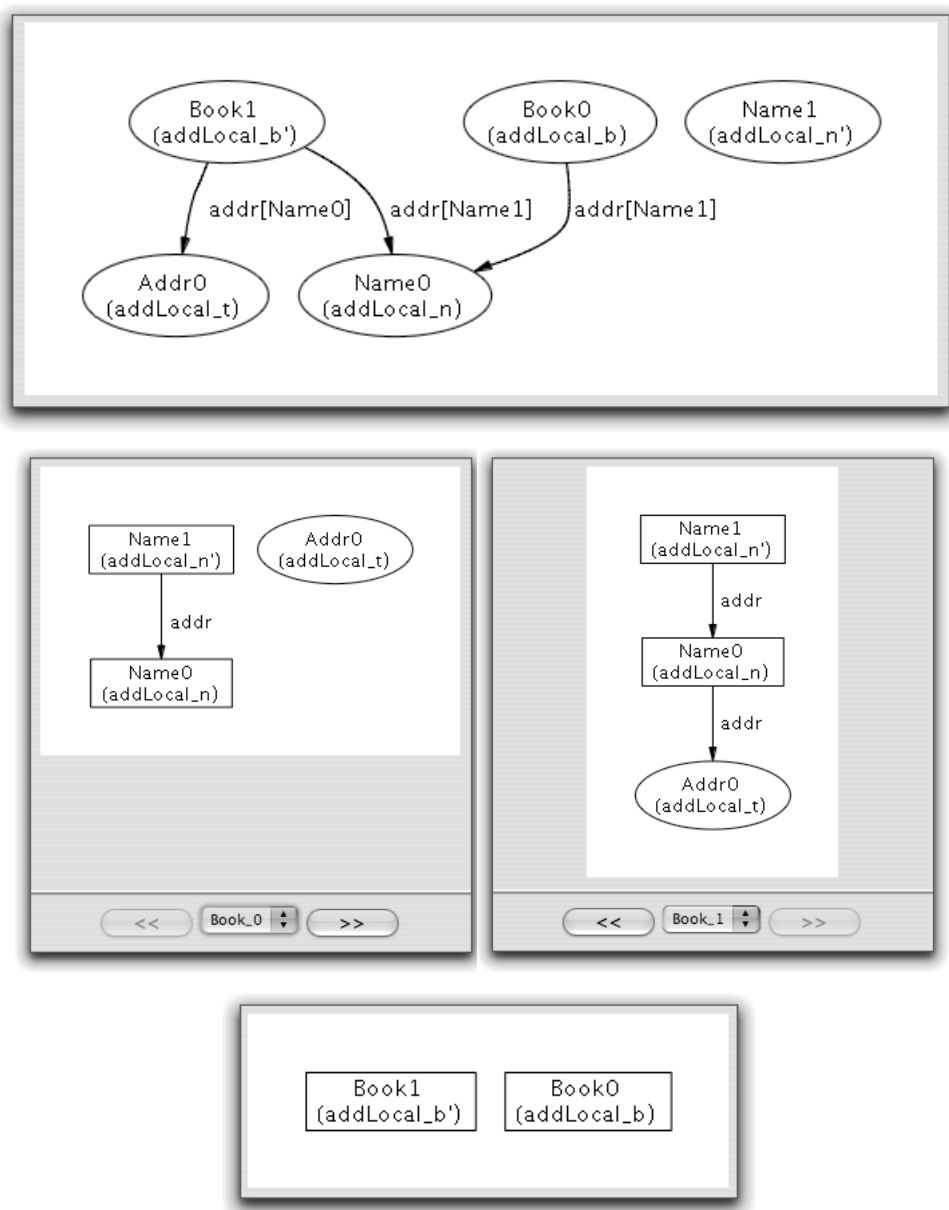 Book1
(addLocal_b')
Book0
(addLocal_b)
Name1
(addLocal_n')
addr[Name0]
addr[Name1]
addr[Name1]
Addr0
(addLocal_t)
Name0
(addLocal_n)
Name1
(addLocal_n')
Addr0
(addLocal_t)
addr
Name0
(addLocal_n)
<<
Book_0
>>
Name1
(addLocal_n')
addr
Name0
(addLocal_n)
addr
Addr0
(addLocal_t)
<<
Book_1
>>
Book1
(addLocal_b')
Book0
(addLocal_b)